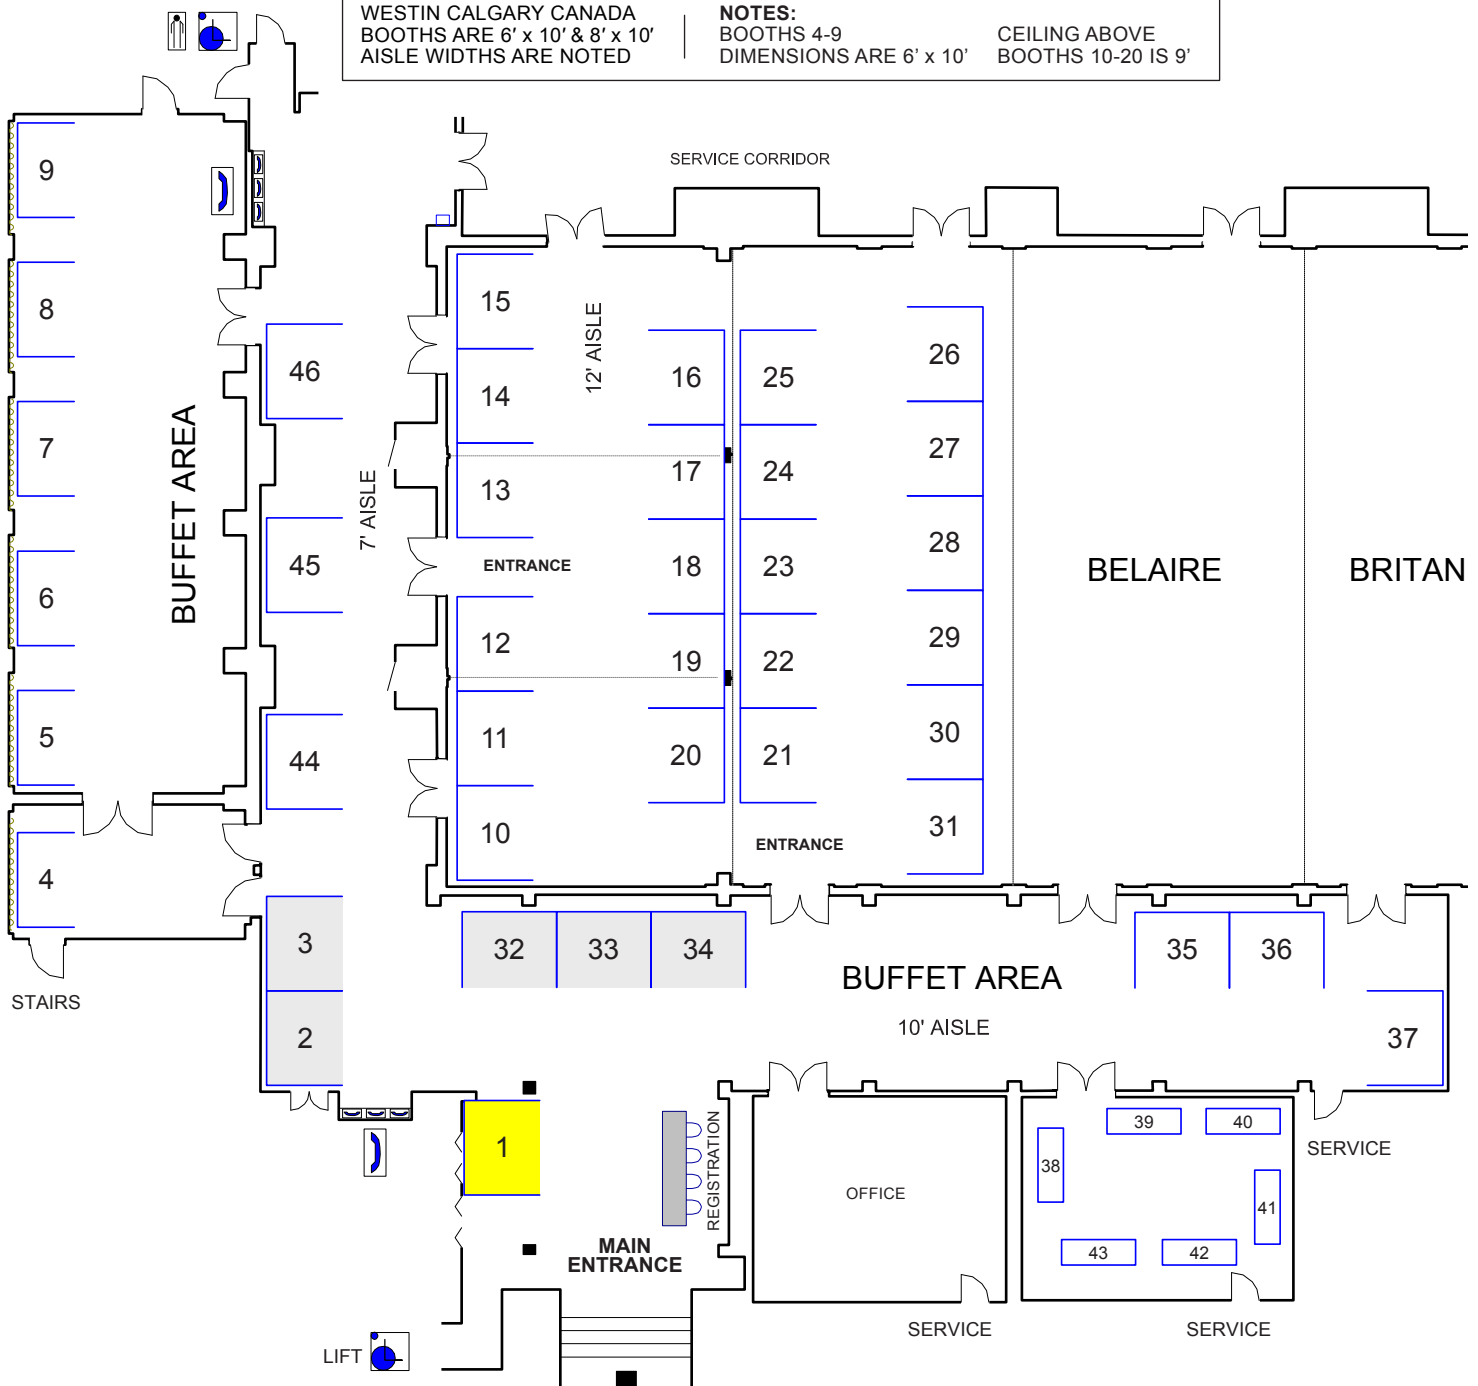 WESTIN CALGARY CANADA
BOOTHS ARE 6′ x 10′ & 8′ x 10′
AISLE WIDTHS ARE NOTED
NOTES:
BOOTHS 4-9
DIMENSIONS ARE 6’ x 10’
CEILING ABOVE
BOOTHS 10-20 IS 9’
SERVICE CORRIDOR
9
8
7
6
5
4
BUFFET AREA
STAIRS
46
45
44
3
2
7' AISLE
15
14
13
ENTRANCE
12
11
10
12' AISLE
16
17
18
19
20
25
24
23
22
21
ENTRANCE
26
27
28
29
30
31
BELAIRE
BRITAN
32
33
34
BUFFET AREA
10' AISLE
35
36
37
1
REGISTRATION
MAIN
ENTRANCE
OFFICE
SERVICE
38
39
40
41
42
43
SERVICE
SERVICE
LIFT